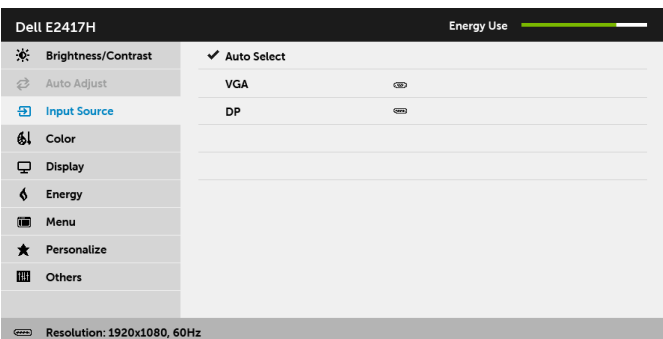 Dell E2417H Energy Use
Brightness/Contrast Auto Select
Auto Adjust VGA
Input Source DP
Color
Display
Energy
Menu
Personalize
Others
Resolution: 1920x1080, 60Hz